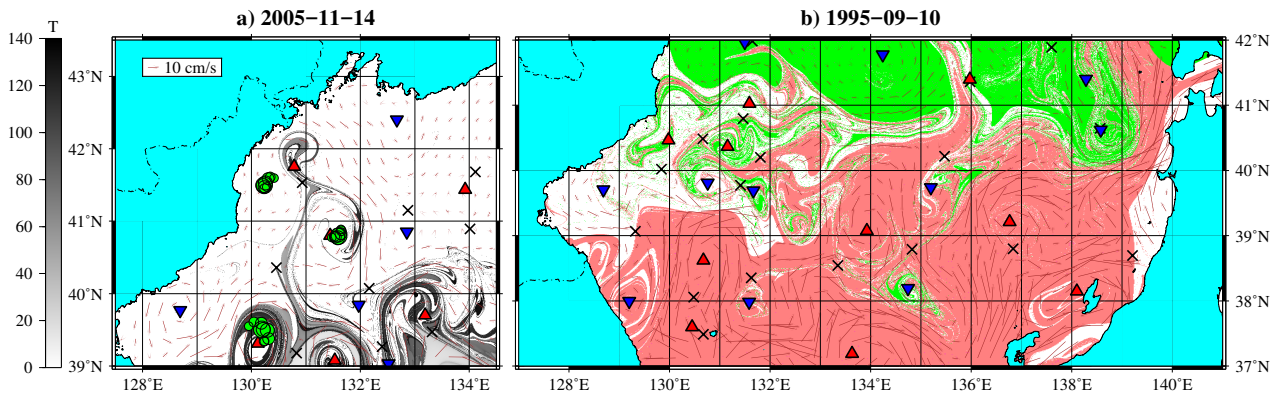 a) 2005−11−14
b) 1995−09−10
T
140
120
100
80
60
40
20
0
10 cm/s
43°N
42°N
41°N
40°N
39°N
128°E
130°E
132°E
134°E
42°N
41°N
40°N
39°N
38°N
37°N
128°E
130°E
132°E
134°E
136°E
138°E
140°E